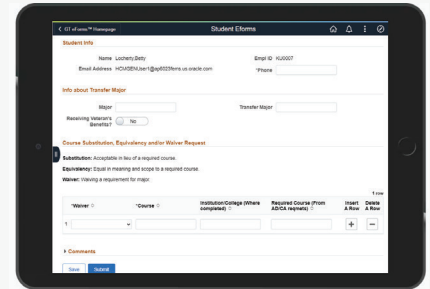 < GT eForms™ Homepage Student Eforms
Student Info
Name Locherty,Betty Empl ID KU0007
Email Address HCMGENUser1@ap6023fems.us.oracle.com *Phone
Info about Transfer Major
Major Transfer Major
Receiving Veteran's
Benefits? No
Course Substitution, Equivalency and/or Waiver Request
Substitution: Acceptable in lieu of a required course.
Equivalency: Equal in meaning and scope to a required course.
Waiver: Waiving a requirement for major.
1 row
*Waiver *Course Institution/College (Where
completed) Required Course (From
AD/CA reqmets) Insert
A Row Delete
A Row
1
Comments
Save Submit